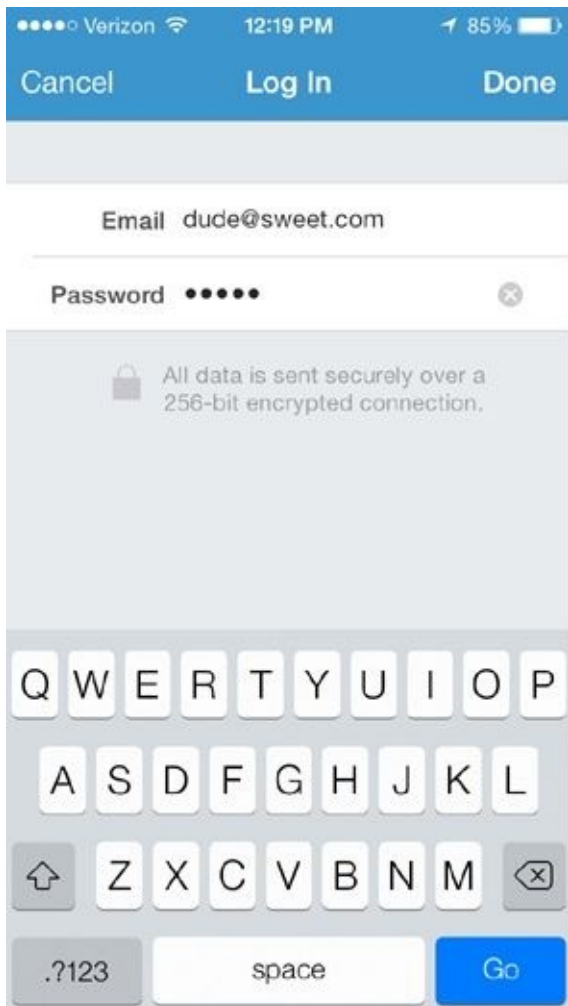 Verizon 12:19 PM 85%
Cancel Log In Done
Email dude@sweet.com
Password •••••
All data is sent securely over a
256-bit encrypted connection.
Q W E R T Y U I O P
A S D F G H J K L
Z X C V B N M
.?123 space Go